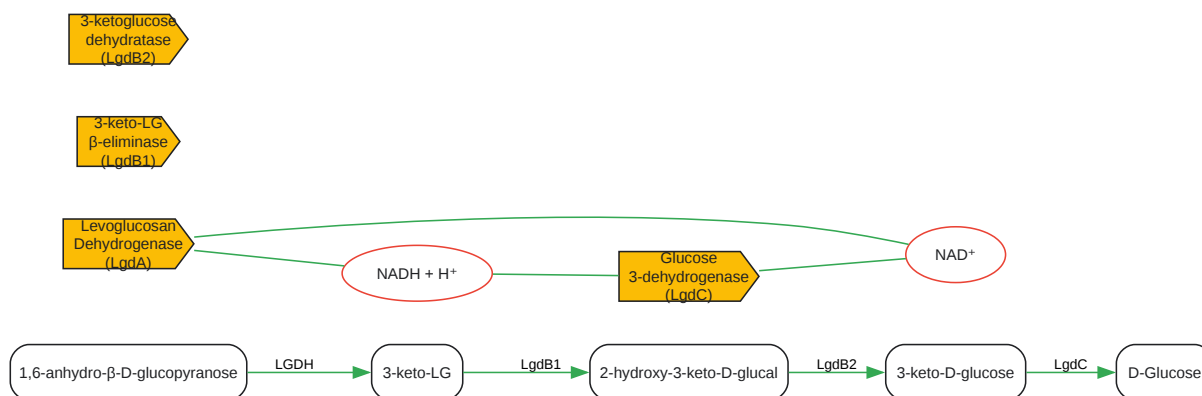 3-ketoglucose
dehydratase
(LgdB2)
3-keto-LG
β-eliminase
(LgdB1)
Levoglucosan
Dehydrogenase
(LgdA)
NADH + H⁺
Glucose
3-dehydrogenase
(LgdC)
NAD⁺
1,6-anhydro-β-D-glucopyranose
LGDH
3-keto-LG
LgdB1
2-hydroxy-3-keto-D-glucal
LgdB2
3-keto-D-glucose
LgdC
D-Glucose